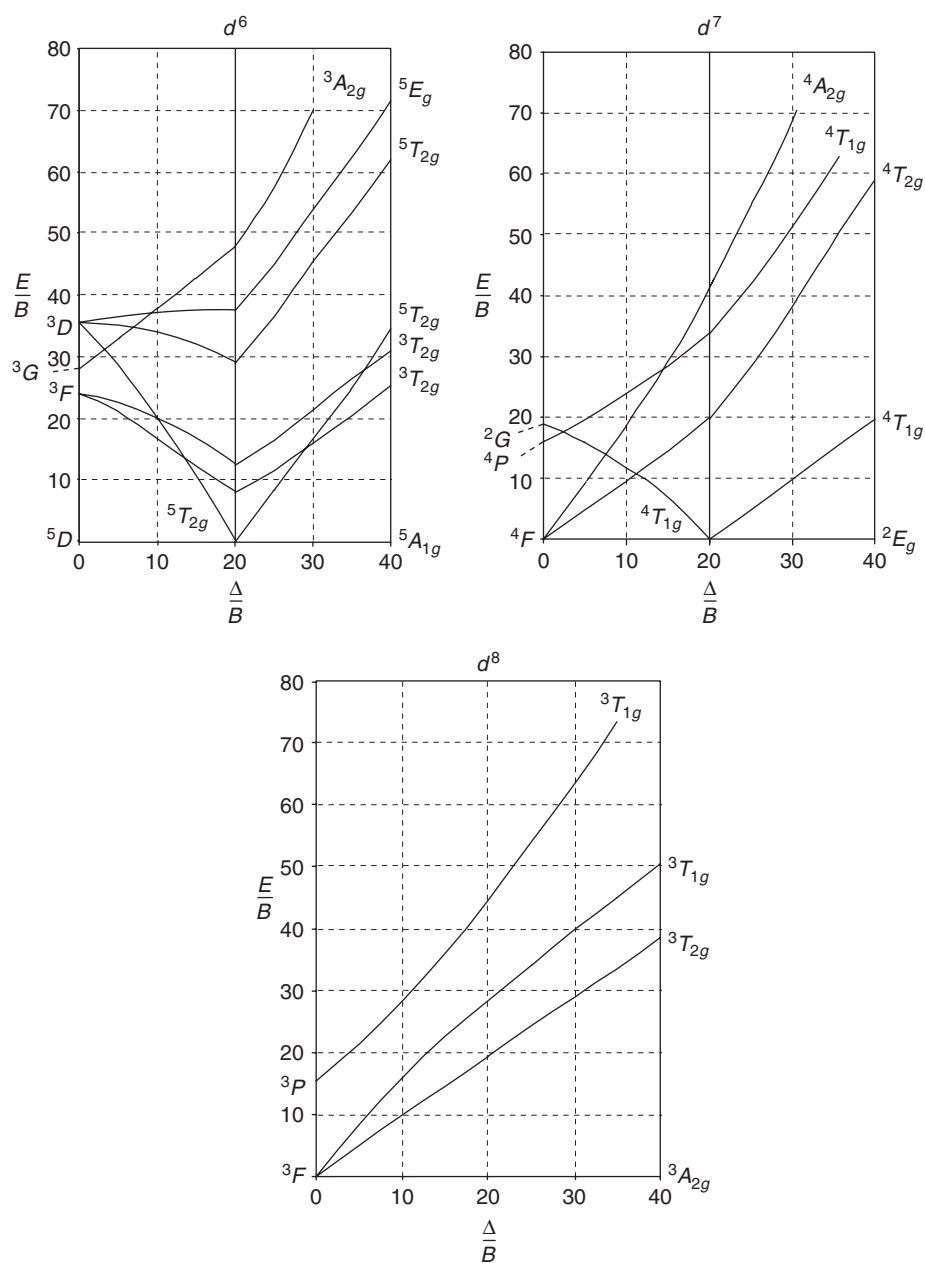 d⁶
80
70
60
50
40
30
20
10
E/B
³D
³G
³F
⁵D
³A₂g
⁵E_g
⁵T₂g
⁵T₂g
³T₂g
³T₂g
⁵T₂g
⁵A₁g
0 10 20 30 40
Δ/B
d⁷
80
70
60
50
40
30
20
10
E/B
²G
⁴P
⁴F
⁴A₂g
⁴T₁g
⁴T₂g
⁴T₁g
⁴T₁g
²E_g
0 10 20 30 40
Δ/B
d⁸
80
70
60
50
40
30
20
10
E/B
³P
³F
³T₁g
³T₁g
³T₂g
³A₂g
0 10 20 30 40
Δ/B